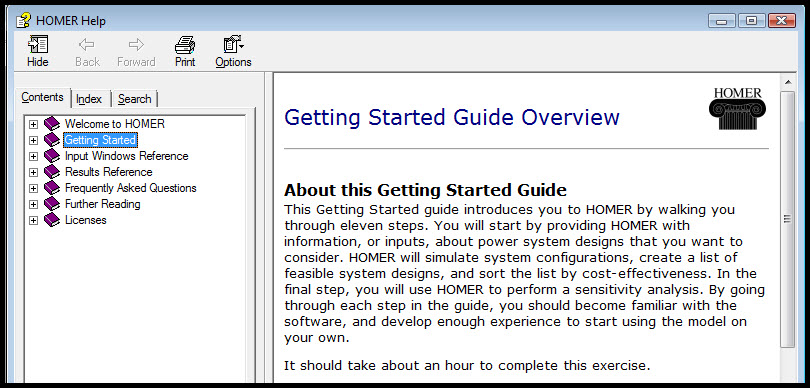 HOMER Help
Hide Back Forward Print Options
Contents Index Search
Welcome to HOMER
Getting Started
Input Windows Reference
Results Reference
Frequently Asked Questions
Further Reading
Licenses
HOMER
Getting Started Guide Overview
About this Getting Started Guide
This Getting Started guide introduces you to HOMER by walking you
through eleven steps. You will start by providing HOMER with
information, or inputs, about power system designs that you want to
consider. HOMER will simulate system configurations, create a list of
feasible system designs, and sort the list by cost-effectiveness. In the
final step, you will use HOMER to perform a sensitivity analysis. By going
through each step in the guide, you should become familiar with the
software, and develop enough experience to start using the model on
your own.
It should take about an hour to complete this exercise.